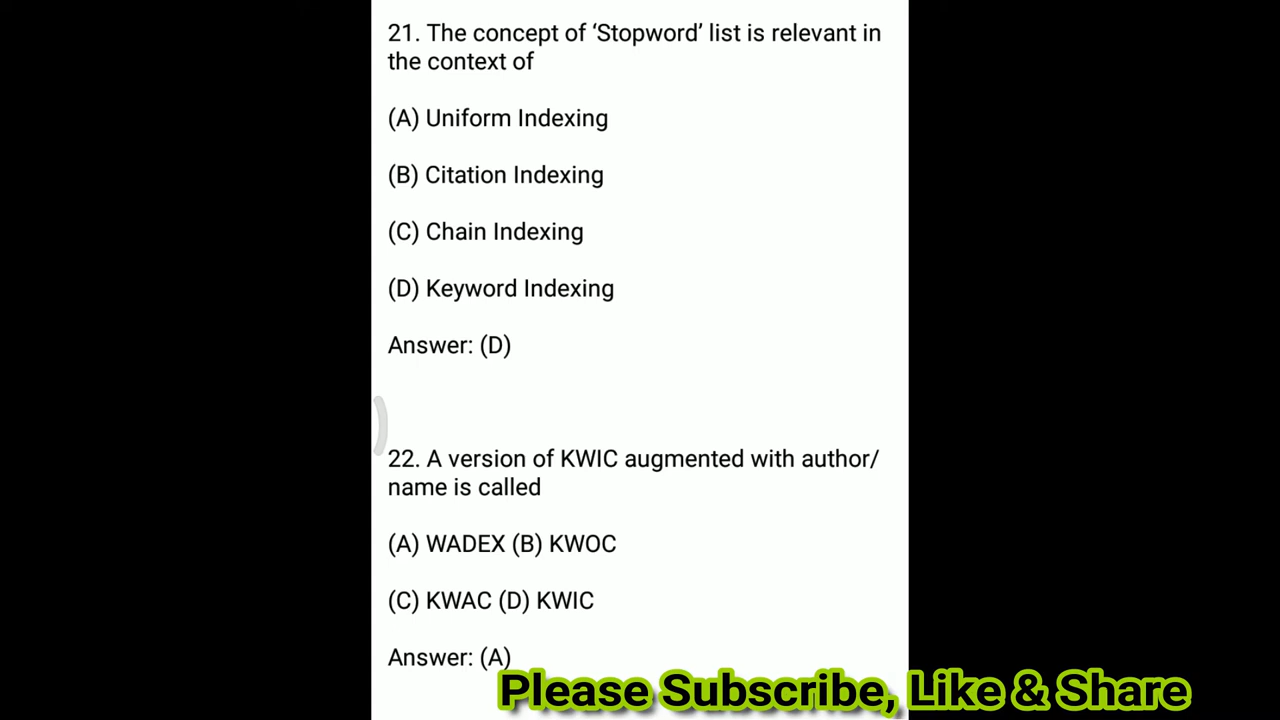 21. The concept of ‘Stopword’ list is relevant in
the context of
(A) Uniform Indexing
(B) Citation Indexing
(C) Chain Indexing
(D) Keyword Indexing
Answer: (D)
22. A version of KWIC augmented with author/
name is called
(A) WADEX (B) KWOC
(C) KWAC (D) KWIC
Answer: (A)
Please Subscribe, Like & Share